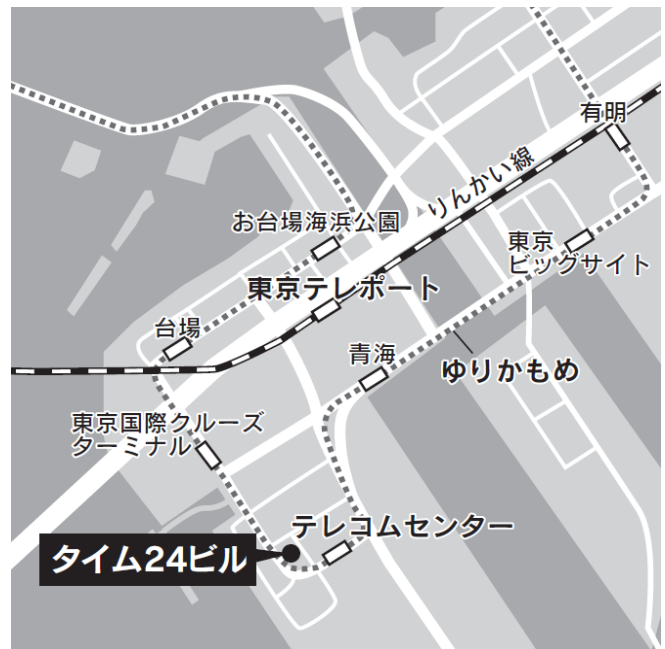 有明
りんかい線
お台場海浜公園
東京
ビッグサイト
東京テレポート
台場
青海
ゆりかもめ
東京国際クルーズ
ターミナル
テレコムセンター
タイム24ビル